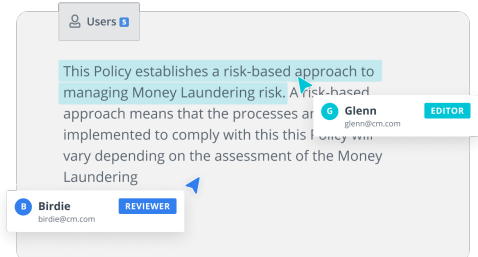 Users 5
This Policy establishes a risk-based approach to
managing Money Laundering risk. A risk-based
approach means that the processes
implemented to comply with this this Policy will
vary depending on the assessment of the Money
Laundering
G Glenn EDITOR
glenn@cm.com
B Birdie REVIEWER
birdie@cm.com